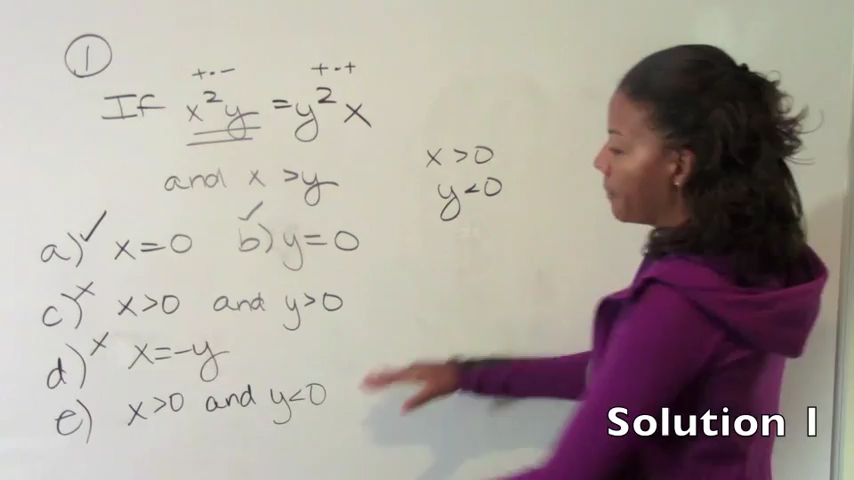 1
+ · - + · +
If x²y = y²x
and x > y
x > 0
y < 0
a) ✓ x = 0 b) ✓ y = 0
c) × x > 0 and y > 0
d) × x = -y
e) x > 0 and y < 0
Solution 1